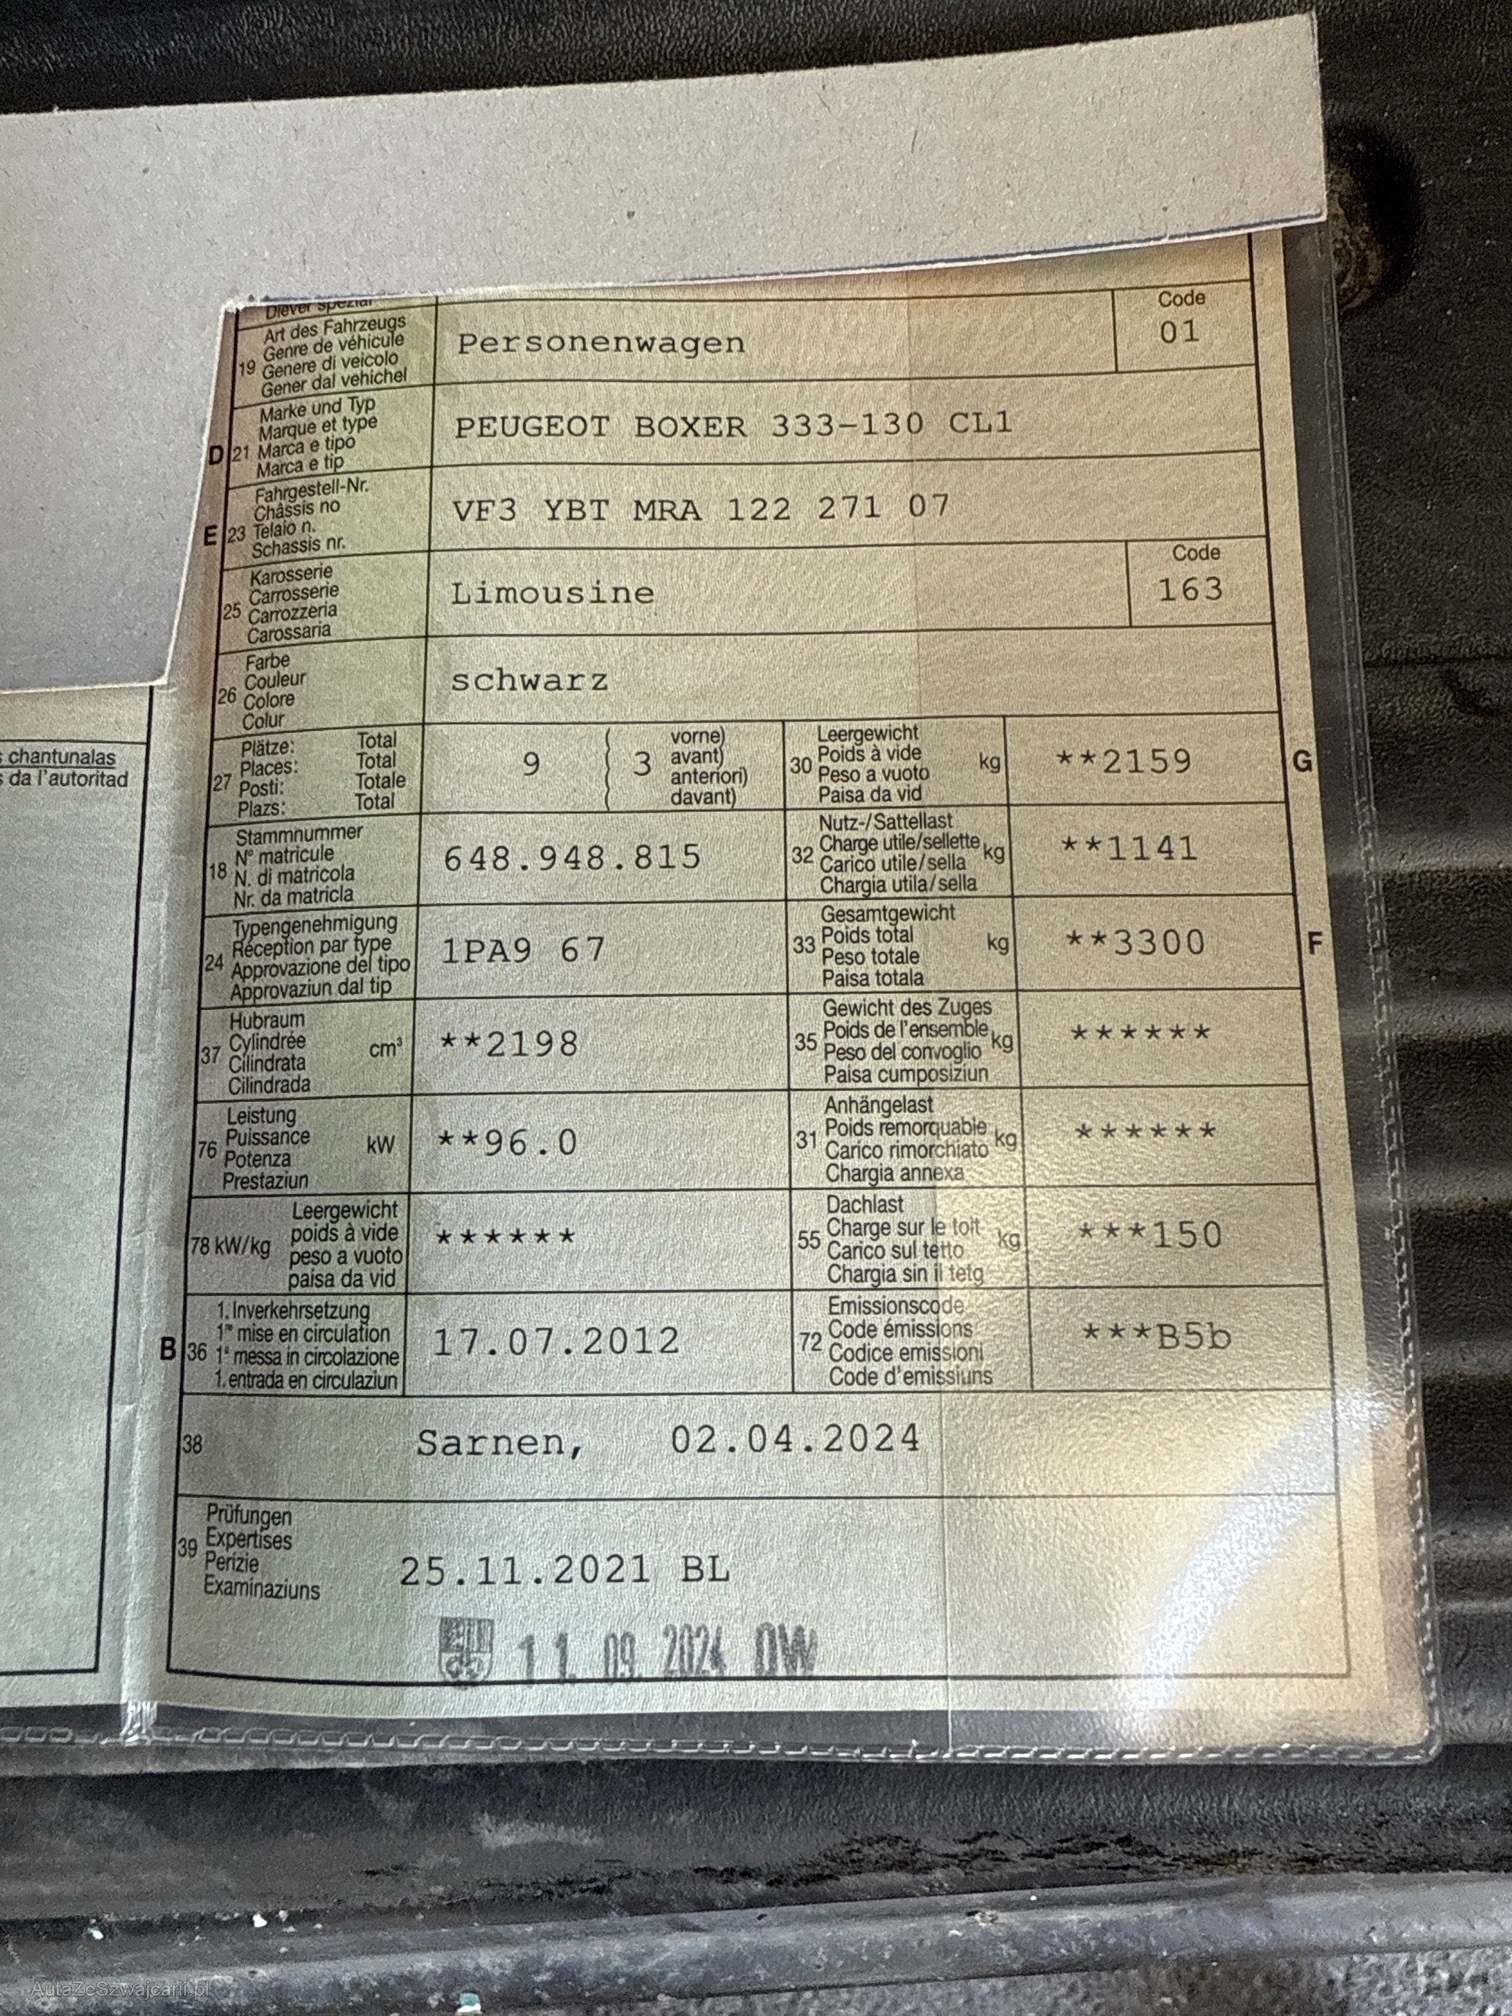 Diever spezial
Code
19 Art des Fahrzeugs
Genre de véhicule
Genere di veicolo
Gener dal vehichel
Personenwagen
01
D 21 Marke und Typ
Marque et type
Marca e tipo
Marca e tip
PEUGEOT BOXER 333-130 CL1
E 23 Fahrgestell-Nr.
Châssis no
Telaio n.
Schassis nr.
VF3 YBT MRA 122 271 07
25 Karosserie
Carrosserie
Carrozzeria
Carossaria
Limousine
Code
163
26 Farbe
Couleur
Colore
Colur
schwarz
s chantunalas
s da l'autoritad
27 Plätze: Total
Places: Total
Posti: Totale
Plazs: Total
9 ( 3 vorne)
avant)
anteriori)
davant)
30 Leergewicht
Poids à vide
Peso a vuoto
Paisa da vid
kg
**2159
G
18 Stammnummer
N° matricule
N. di matricola
Nr. da matricla
648.948.815
32 Nutz-/Sattellast
Charge utile/sellette
Carico utile/sella
Chargia utila/sella
kg
**1141
24 Typengenehmigung
Réception par type
Approvazione del tipo
Approvaziun dal tip
1PA9 67
33 Gesamtgewicht
Poids total
Peso totale
Paisa totala
kg
**3300
F
37 Hubraum
Cylindrée
Cilindrata
Cilindrada
cm³
**2198
35 Gewicht des Zuges
Poids de l'ensemble
Peso del convoglio
Paisa cumposiziun
kg
******
76 Leistung
Puissance
Potenza
Prestaziun
kW
**96.0
31 Anhängelast
Poids remorquable
Carico rimorchiato
Chargia annexa
kg
******
78 kW/kg Leergewicht
poids à vide
peso a vuoto
paisa da vid
******
55 Dachlast
Charge sur le toit
Carico sul tetto
Chargia sin il tetg
kg
***150
B 36 1. Inverkehrsetzung
1re mise en circulation
1a messa in circolazione
1. entrada en circulaziun
17.07.2012
72 Emissionscode
Code émissions
Codice emissioni
Code d'emissiuns
***B5b
38 Sarnen, 02.04.2024
39 Prüfungen
Expertises
Perizie
Examinaziuns
25.11.2021 BL
11. 09. 2024 OW
AutaZeSzwajcarii.pl